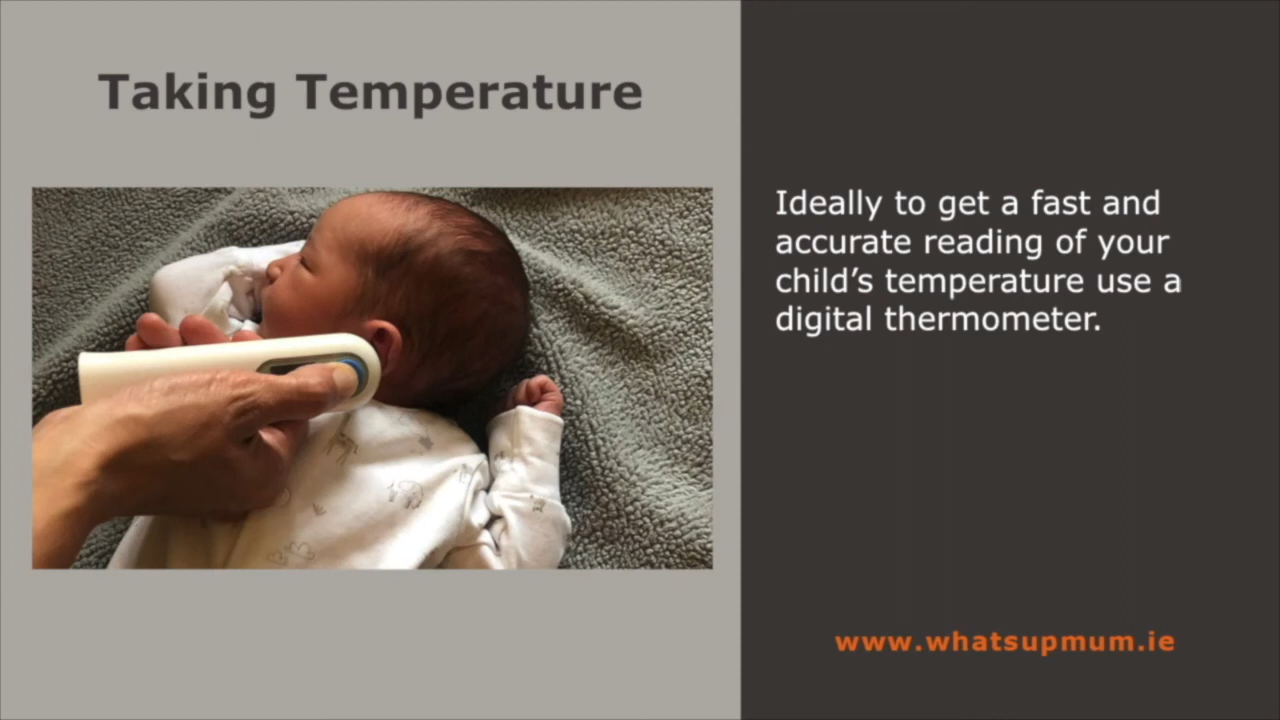 Taking Temperature
Ideally to get a fast and
accurate reading of your
child’s temperature use a
digital thermometer.
www.whatsupmum.ie